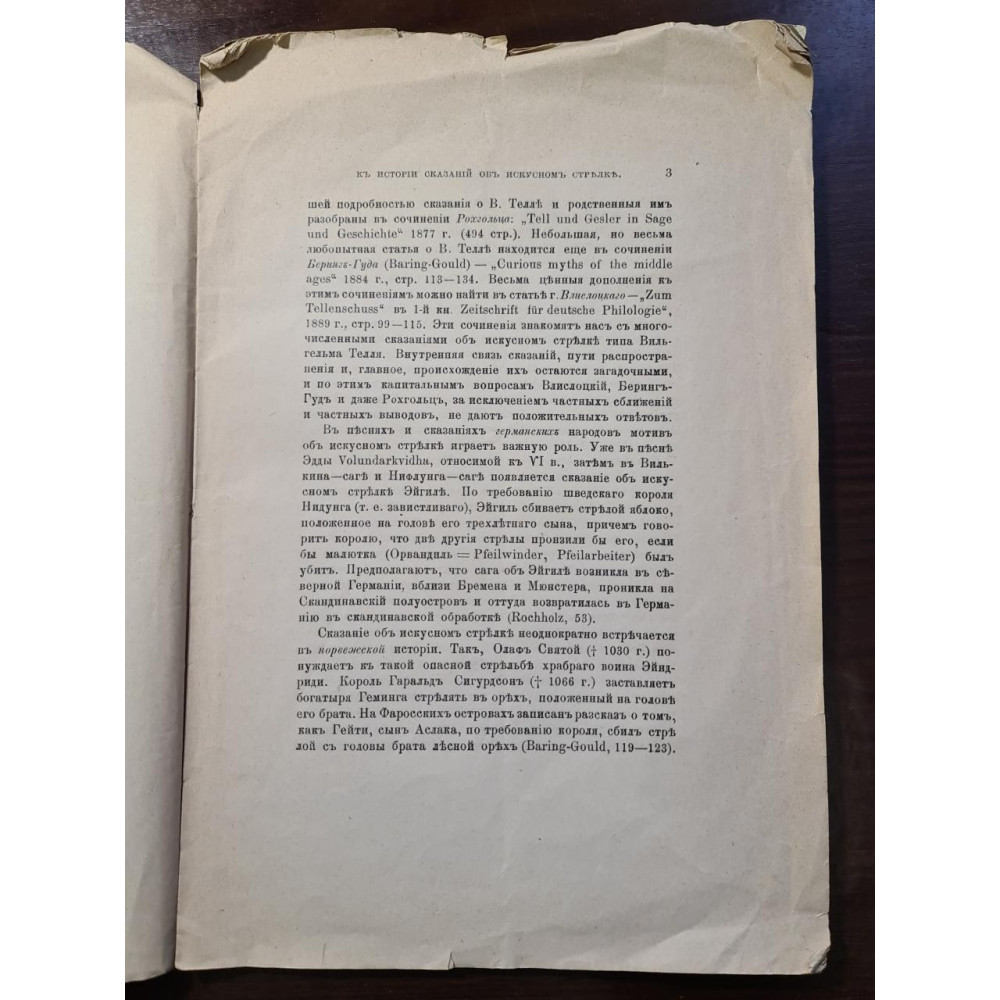 КЪ ИСТОРІИ СКАЗАНІЙ ОБЪ ИСКУСНОМЪ СТРѢЛКѢ. 3
шей подробностью сказанія о В. Теллѣ и родственныя имъ
разобраны въ сочиненіи Рохгольца: „Tell und Gesler in Sage
und Geschichte“ 1877 г. (494 стр.). Небольшая, но весьма
любопытная статья о В. Теллѣ находится еще въ сочиненіи
Берингъ-Гуда (Baring-Gould) — „Curious myths of the middle
ages“ 1884 г., стр. 113—134. Весьма цѣнныя дополненія къ
этимъ сочиненіямъ можно найти въ статьѣ г. Влислоцкаго —„Zum
Tellenschuss“ въ 1-й кн. Zeitschrift für deutsche Philologie“,
1889 г., стр. 99—115. Эти сочиненія знакомятъ насъ съ много-
численными сказаніями объ искусномъ стрѣлкѣ типа Виль-
гельма Телля. Внутренняя связь сказаній, пути распростра-
ненія и, главное, происхожденіе ихъ остаются загадочными,
и по этимъ капитальнымъ вопросамъ Влислоцкій, Берингъ-
Гудъ и даже Рохгольцъ, за исключеніемъ частныхъ сближеній
и частныхъ выводовъ, не даютъ положительныхъ отвѣтовъ.
Въ пѣсняхъ и сказаніяхъ германскихъ народовъ мотивъ
объ искусномъ стрѣлкѣ играетъ важную роль. Уже въ пѣснѣ
Эдды Volundarkvidha, относимой къ VI в., затѣмъ въ Виль-
кина—сагѣ и Нифлунга—сагѣ появляется сказаніе объ иску-
сномъ стрѣлкѣ Эйгилѣ. По требованію шведскаго короля
Нидунга (т. е. завистливаго), Эйгиль сбиваетъ стрѣлой яблоко,
положенное на головѣ его трехлѣтняго сына, причемъ гово-
ритъ королю, что двѣ другія стрѣлы пронзили бы его, если
бы малютка (Орвандиль = Pfeilwinder, Pfeilarbeiter) былъ
убитъ. Предполагаютъ, что сага объ Эйгилѣ возникла въ сѣ-
верной Германіи, вблизи Бремена и Мюнстера, проникла на
Скандинавскій полуостровъ и оттуда возвратилась въ Герма-
нію въ скандинавской обработкѣ (Rochholz, 53).
Сказаніе объ искусномъ стрѣлкѣ неоднократно встрѣчается
въ норвежской исторіи. Такъ, Олафъ Святой († 1030 г.) по-
нуждаетъ къ такой опасной стрѣльбѣ храбраго воина Эйнд-
риди. Король Гаральдъ Сигурдсонъ († 1066 г.) заставляетъ
богатыря Геминга стрѣлять въ орѣхъ, положенный на головѣ
его брата. На Фаросскихъ островахъ записанъ разсказъ о томъ,
какъ Гейти, сынъ Аслака, по требованію короля, сбилъ стрѣ
лой съ головы брата лѣсной орѣхъ (Baring-Gould, 119—123).